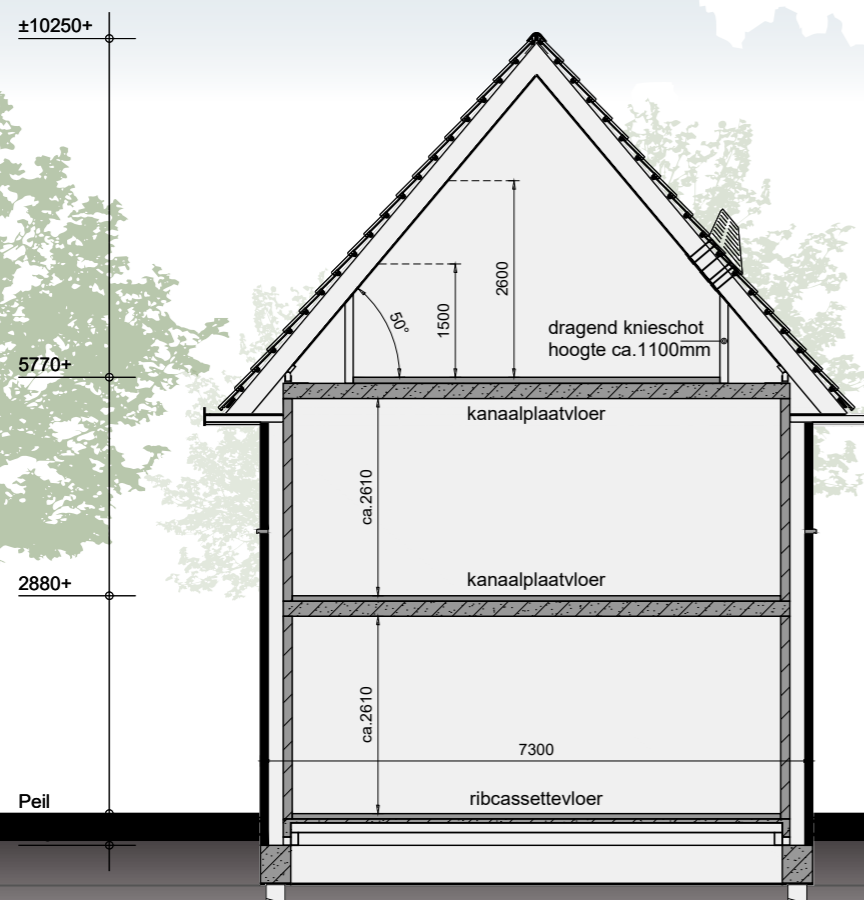 ±10250+
2600
1500
50°
dragend knieschot
hoogte ca.1100mm
5770+
kanaalplaatvloer
ca.2610
kanaalplaatvloer
2880+
ca.2610
7300
ribcassettevloer
Peil